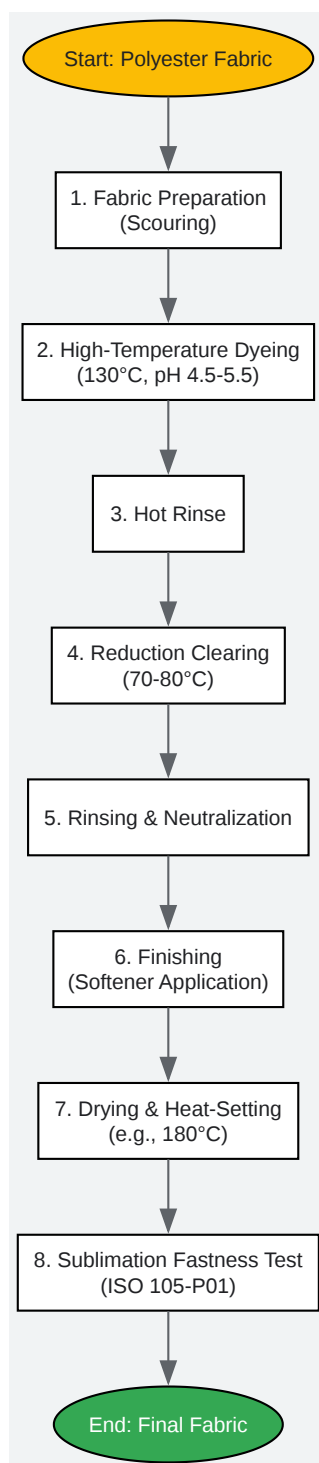 Start: Polyester Fabric
1. Fabric Preparation
(Scouring)
2. High-Temperature Dyeing
(130°C, pH 4.5-5.5)
3. Hot Rinse
4. Reduction Clearing
(70-80°C)
5. Rinsing & Neutralization
6. Finishing
(Softener Application)
7. Drying & Heat-Setting
(e.g., 180°C)
8. Sublimation Fastness Test
(ISO 105-P01)
End: Final Fabric